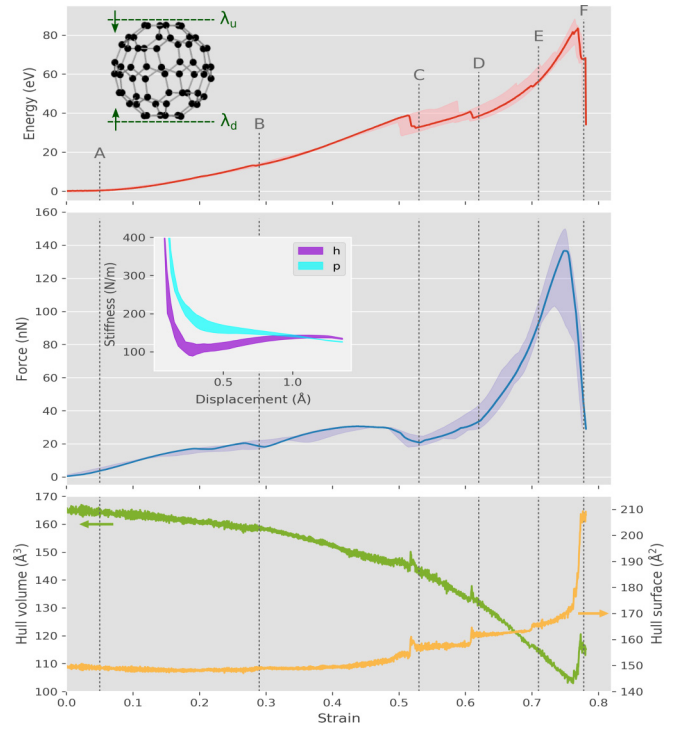 λu
λd
A
B
C
D
E
F
Energy (eV)
80
60
40
20
0
Force (nN)
160
140
120
100
80
60
40
20
0
Stiffness (N/m)
400
300
200
100
h
p
0.5
1.0
Displacement (Å)
Hull volume (Å³)
170
160
150
140
130
120
110
100
210
200
190
180
170
160
150
140
Hull surface (Å²)
0.0
0.1
0.2
0.3
0.4
0.5
0.6
0.7
0.8
Strain